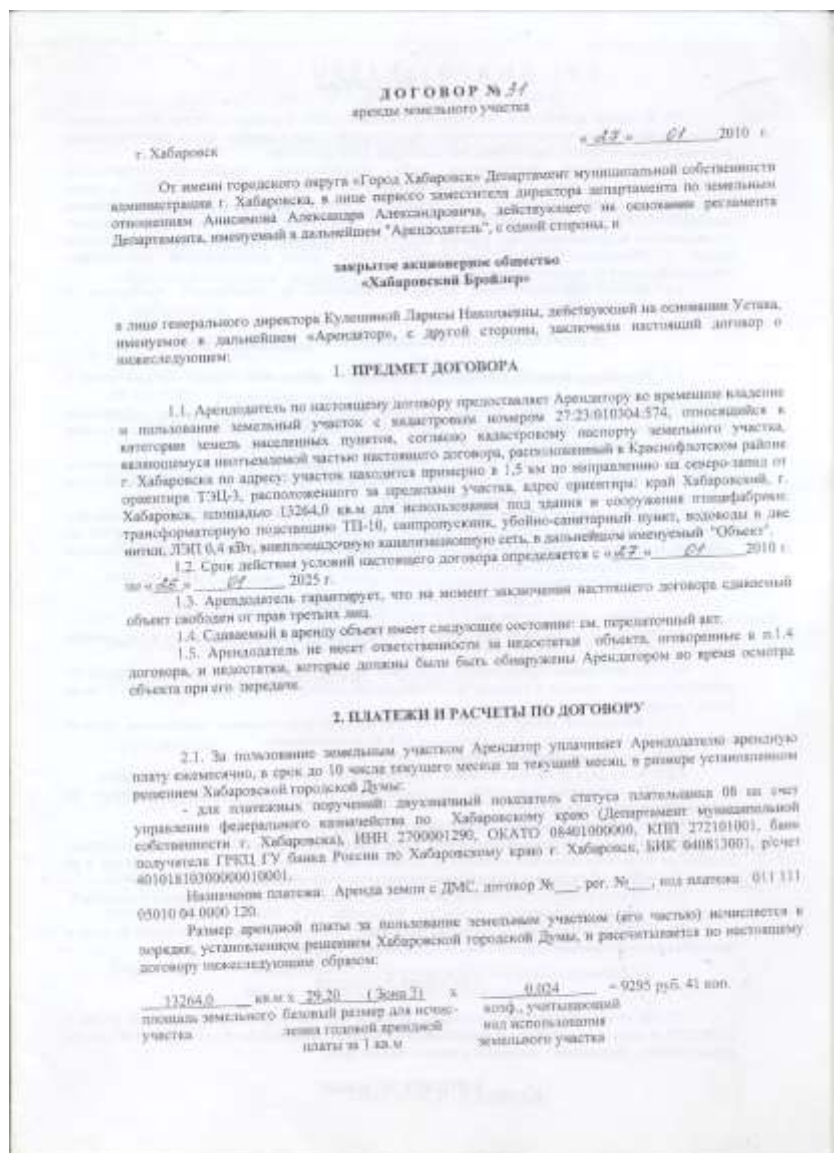 ДОГОВОР № 31
аренды земельного участка
«27» 01 2010 г.
г. Хабаровск
От имени городского округа «Город Хабаровск» Департамент муниципальной собственности
администрации г. Хабаровска, в лице первого заместителя директора департамента по земельным
отношениям Анисимова Александра Александровича, действующего на основании регламента
Департамента, именуемый в дальнейшем "Арендодатель", с одной стороны, и
закрытое акционерное общество
«Хабаровский Бройлер»
в лице генерального директора Кулешиной Ларисы Николаевны, действующей на основании Устава,
именуемое в дальнейшем «Арендатор», с другой стороны, заключили настоящий договор о
нижеследующем:
1. ПРЕДМЕТ ДОГОВОРА
1.1. Арендодатель по настоящему договору предоставляет Арендатору во временное владение
и пользование земельный участок с кадастровым номером 27:23:010304:574, относящийся к
категории земель населенных пунктов, согласно кадастровому паспорту земельного участка,
являющемуся неотъемлемой частью настоящего договора, расположенный в Краснофлотском районе
г. Хабаровска по адресу: участок находится примерно в 1,5 км по направлению на северо-запад от
ориентира ТЭЦ-3, расположенного за пределами участка, адрес ориентира: край Хабаровский, г.
Хабаровск, площадью 13264,0 кв.м для использования под здания и сооружения птицефабрики:
трансформаторную подстанцию ТП-10, санпропускник, убойно-санитарный пункт, водоводы в две
нитки, ЛЭП 0,4 кВт, внеплощадочную канализационную сеть, в дальнейшем именуемый "Объект".
1.2. Срок действия условий настоящего договора определяется с «27» 01 2010 г.
по «26» 01 2025 г.
1.3. Арендодатель гарантирует, что на момент заключения настоящего договора сдаваемый
объект свободен от прав третьих лиц.
1.4. Сдаваемый в аренду объект имеет следующее состояние: см. передаточный акт.
1.5. Арендодатель не несет ответственности за недостатки объекта, оговоренные в п.1.4
договора, и недостатки, которые должны были быть обнаружены Арендатором во время осмотра
объекта при его передаче.
2. ПЛАТЕЖИ И РАСЧЕТЫ ПО ДОГОВОРУ
2.1. За пользование земельным участком Арендатор уплачивает Арендодателю арендную
плату ежемесячно, в срок до 10 числа текущего месяца за текущий месяц, в размере установленном
решением Хабаровской городской Думы:
- для платежных поручений: двухзначный показатель статуса плательщика 08 на счет
управления федерального казначейства по Хабаровскому краю (Департамент муниципальной
собственности г. Хабаровска), ИНН 2700001290, ОКАТО 08401000000, КПП 272101001, банк
получателя ГРКЦ ГУ банка России по Хабаровскому краю г. Хабаровск, БИК 040813001, р/счет
40101810300000010001.
Назначение платежа: Аренда земли с ДМС, договор №___, рег. №___, код платежа 011 111
05010 04 0000 120.
Размер арендной платы за пользование земельным участком (его частью) исчисляется в
порядке, установленном решением Хабаровской городской Думы, и рассчитывается по настоящему
договору нижеследующим образом:
13264,0 кв.м х 29,20 ( Зона 3) х 0,024 = 9295 руб. 41 коп.
площадь земельного базовый размер для исчис- коэф., учитывающий
участка ления годовой арендной вид использования
платы за 1 кв.м земельного участка